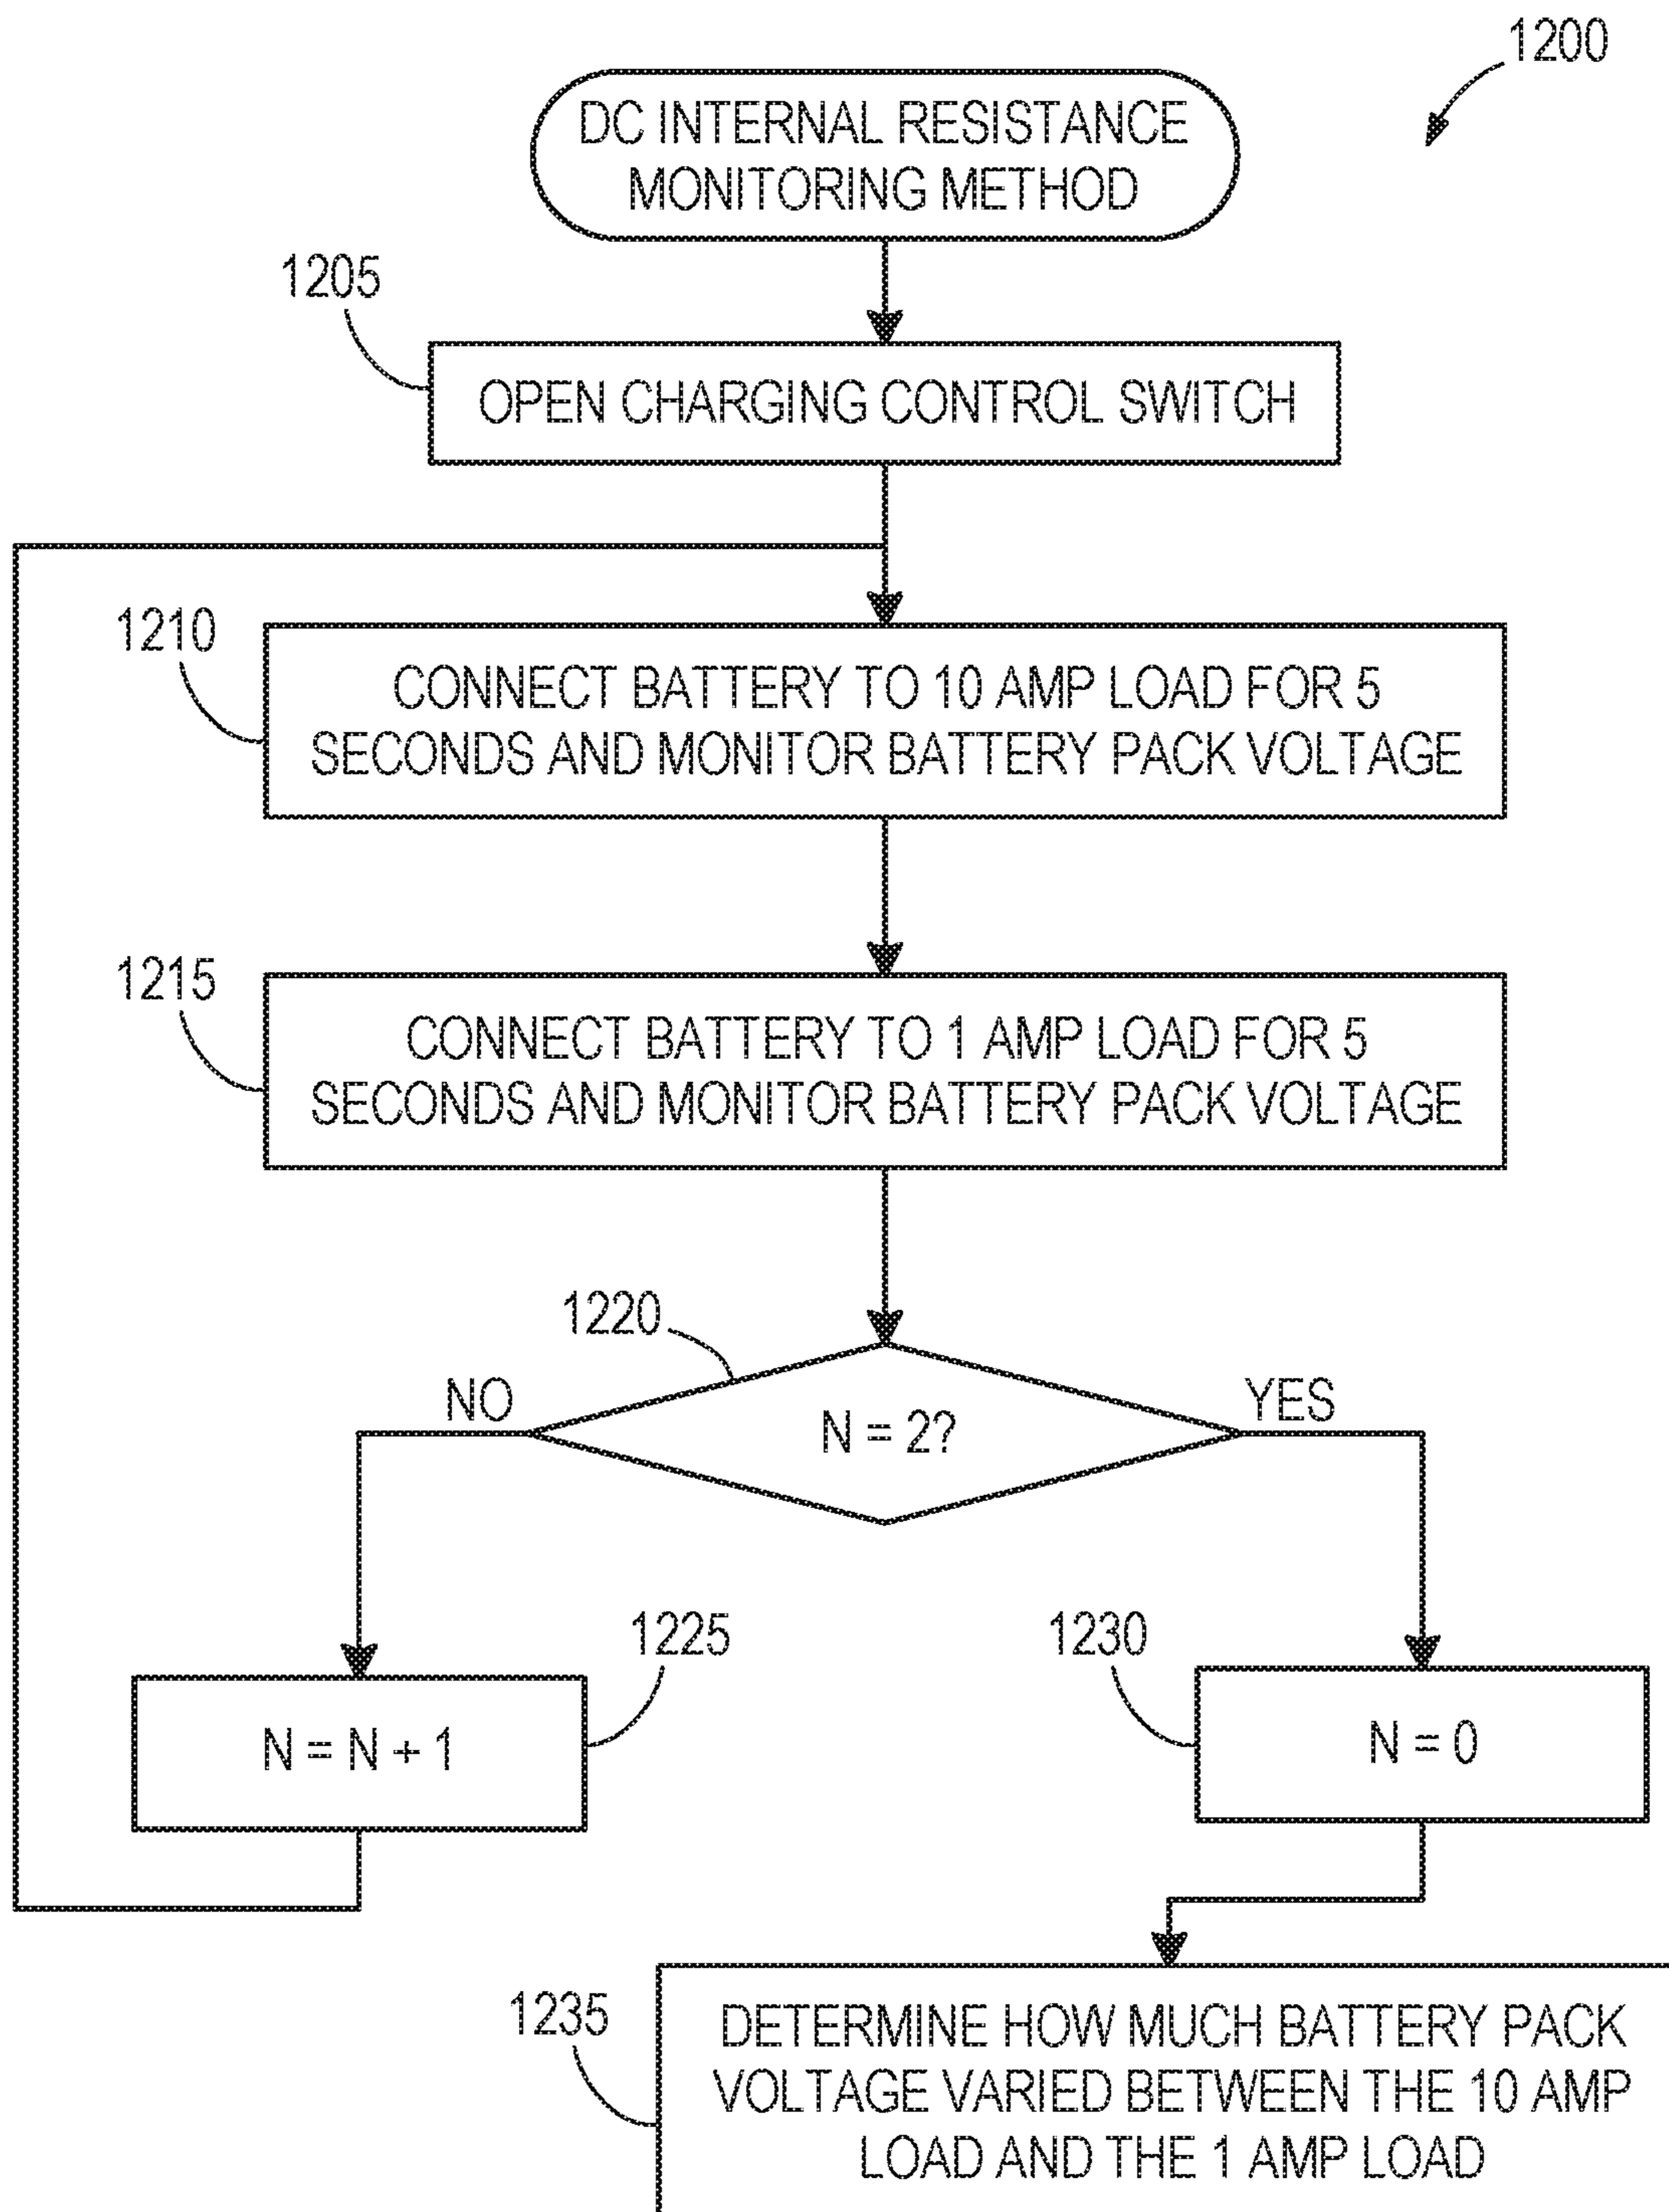 1200
DC INTERNAL RESISTANCE
MONITORING METHOD
1205
OPEN CHARGING CONTROL SWITCH
1210
CONNECT BATTERY TO 10 AMP LOAD FOR 5
SECONDS AND MONITOR BATTERY PACK VOLTAGE
1215
CONNECT BATTERY TO 1 AMP LOAD FOR 5
SECONDS AND MONITOR BATTERY PACK VOLTAGE
1220
NO
N = 2?
YES
1225
N = N + 1
1230
N = 0
1235
DETERMINE HOW MUCH BATTERY PACK
VOLTAGE VARIED BETWEEN THE 10 AMP
LOAD AND THE 1 AMP LOAD